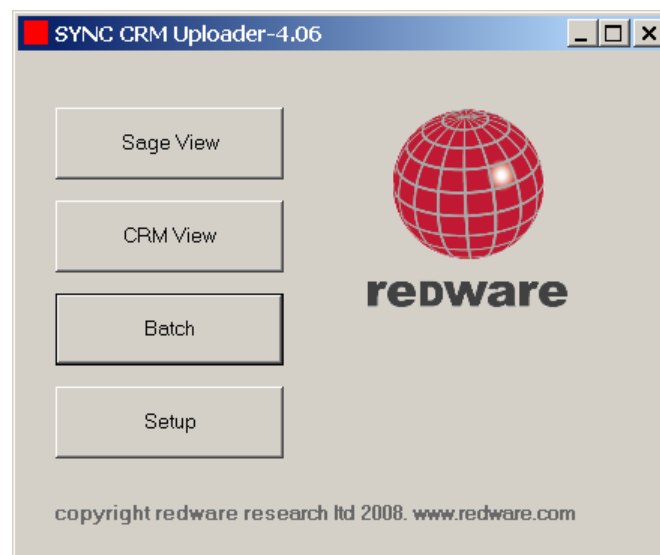 SYNC CRM Uploader-4.06
Sage View
CRM View
reDware
Batch
Setup
copyright redware research ltd 2008. www.redware.com